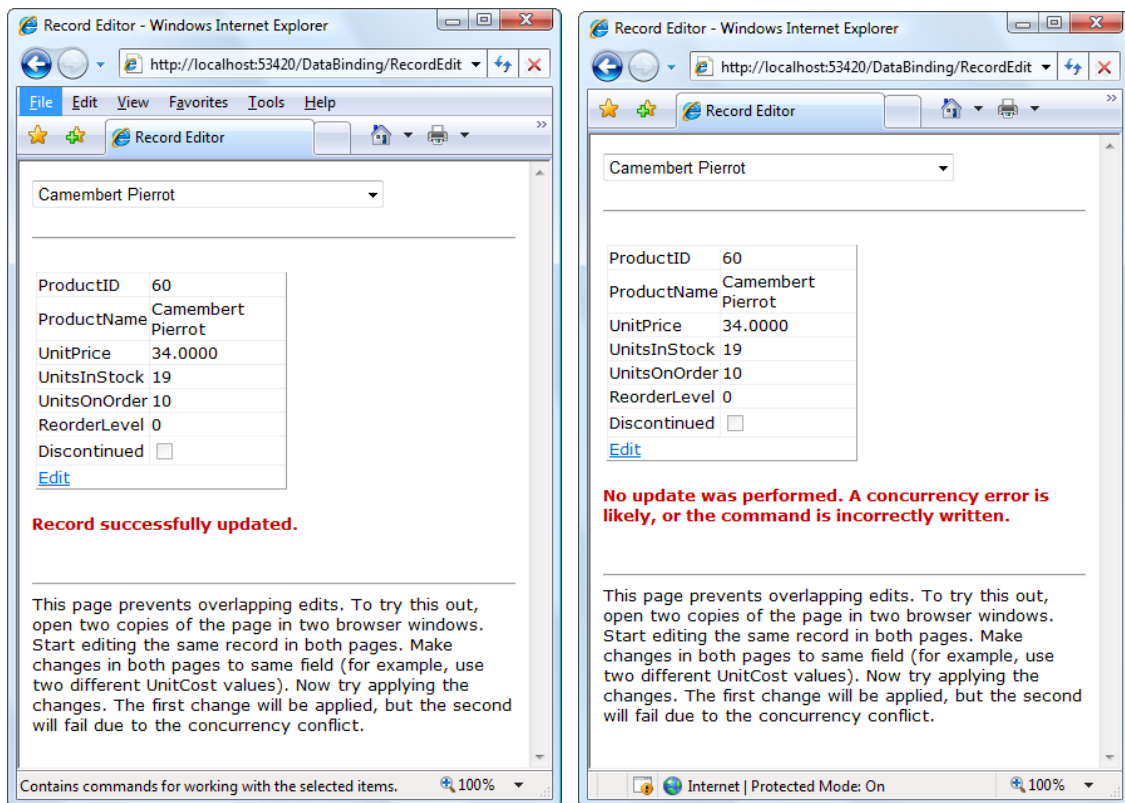 Record Editor - Windows Internet Explorer
http://localhost:53420/DataBinding/RecordEdit
File Edit View Favorites Tools Help
Record Editor
Camembert Pierrot
ProductID 60
ProductName Camembert
Pierrot
UnitPrice 34.0000
UnitsInStock 19
UnitsOnOrder 10
ReorderLevel 0
Discontinued
Edit
Record successfully updated.
This page prevents overlapping edits. To try this out,
open two copies of the page in two browser windows.
Start editing the same record in both pages. Make
changes in both pages to same field (for example, use
two different UnitCost values). Now try applying the
changes. The first change will be applied, but the second
will fail due to the concurrency conflict.
Contains commands for working with the selected items. 100%
Record Editor - Windows Internet Explorer
http://localhost:53420/DataBinding/RecordEdit
Record Editor
Camembert Pierrot
ProductID 60
ProductName Camembert
Pierrot
UnitPrice 34.0000
UnitsInStock 19
UnitsOnOrder 10
ReorderLevel 0
Discontinued
Edit
No update was performed. A concurrency error is
likely, or the command is incorrectly written.
This page prevents overlapping edits. To try this out,
open two copies of the page in two browser windows.
Start editing the same record in both pages. Make
changes in both pages to same field (for example, use
two different UnitCost values). Now try applying the
changes. The first change will be applied, but the second
will fail due to the concurrency conflict.
Internet | Protected Mode: On 100%